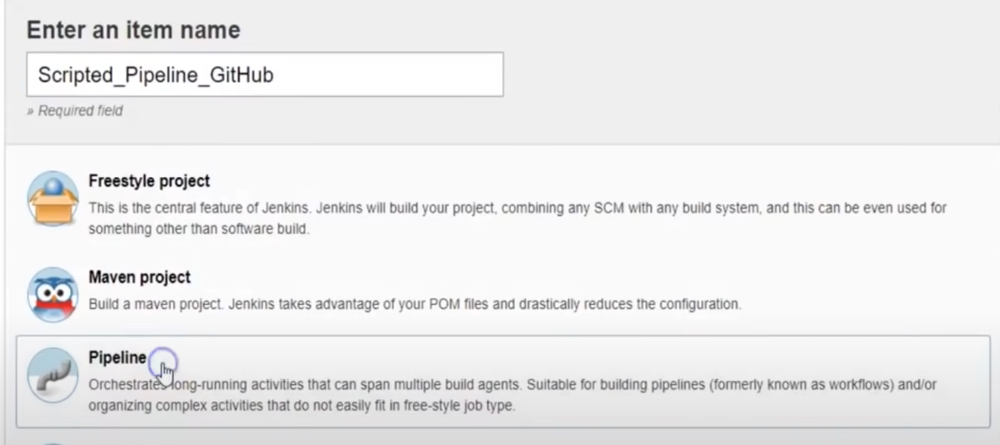 Enter an item name
Scripted_Pipeline_GitHub
» Required field
Freestyle project
This is the central feature of Jenkins. Jenkins will build your project, combining any SCM with any build system, and this can be even used for
something other than software build.
Maven project
Build a maven project. Jenkins takes advantage of your POM files and drastically reduces the configuration.
Pipeline
Orchestrates long-running activities that can span multiple build agents. Suitable for building pipelines (formerly known as workflows) and/or
organizing complex activities that do not easily fit in free-style job type.